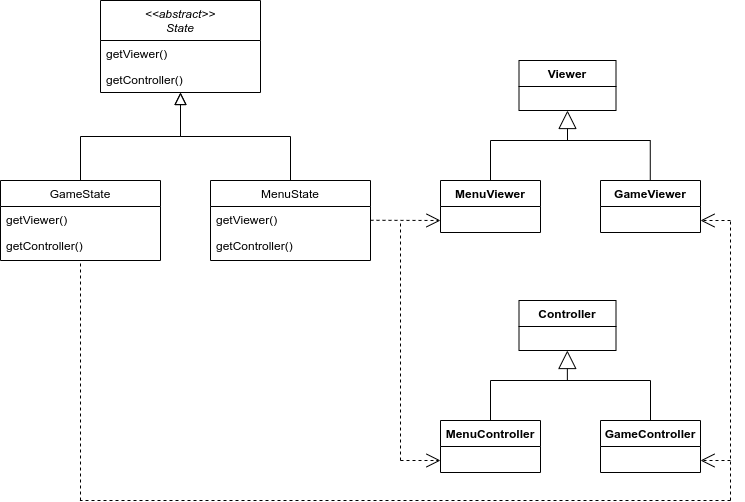 <<abstract>>
State
getViewer()
getController()
Viewer
GameState
getViewer()
getController()
MenuState
getViewer()
getController()
MenuViewer
GameViewer
Controller
MenuController
GameController